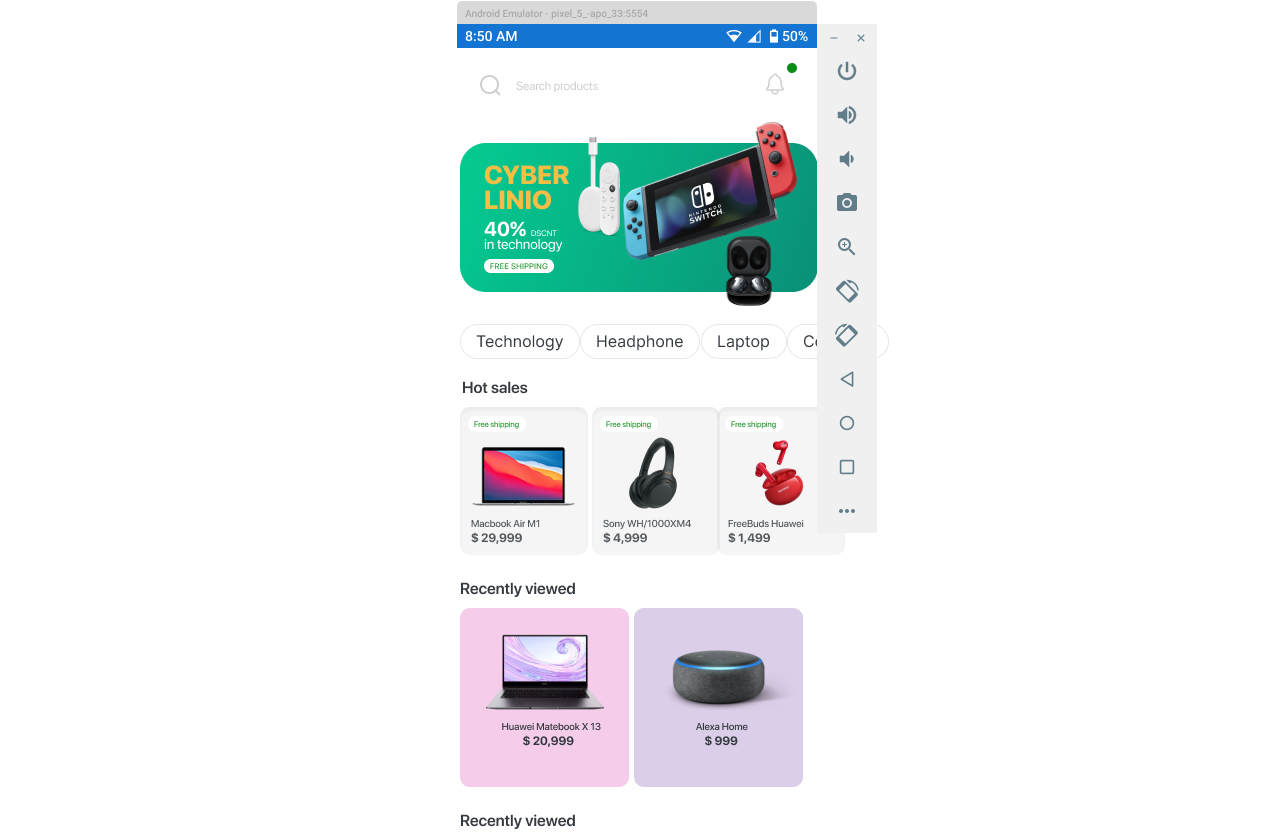 Android Emulator - pixel_5_-apo_33:5554
8:50 AM
50%
Search products
CYBER
LINIO
40% DSCNT
in technology
FREE SHIPPING
NINTENDO
SWITCH
Technology
Headphone
Laptop
Co
Hot sales
Free shipping
Free shipping
Free shipping
Macbook Air M1
$ 29,999
Sony WH/1000XM4
$ 4,999
FreeBuds Huawei
$ 1,499
Recently viewed
Huawei Matebook X 13
$ 20,999
Alexa Home
$ 999
Recently viewed